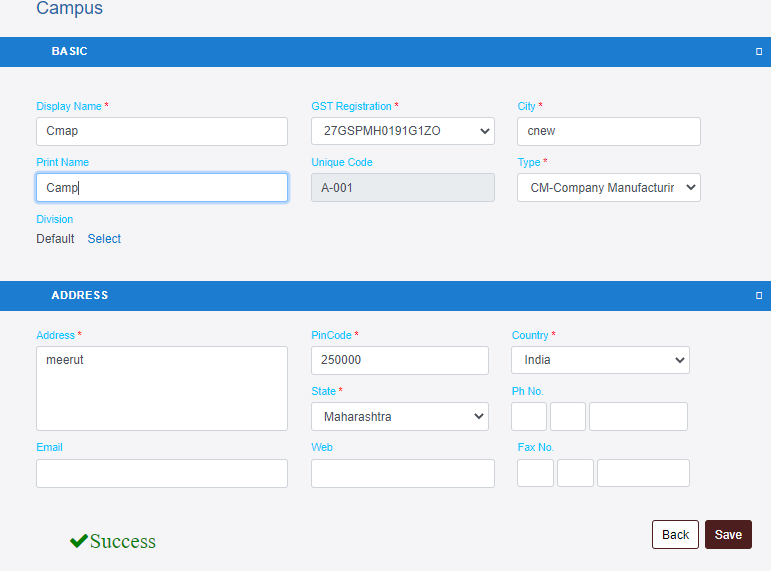 Campus
BASIC
Display Name * GST Registration * City *
Cmap 27GSPMH0191G1ZO cnew
Print Name Unique Code Type *
Camp A-001 CM-Company Manufacturin
Division
Default Select
ADDRESS
Address * PinCode * Country *
meerut 250000 India
State * Ph No.
Maharashtra
Email Web Fax No.
Success Back Save